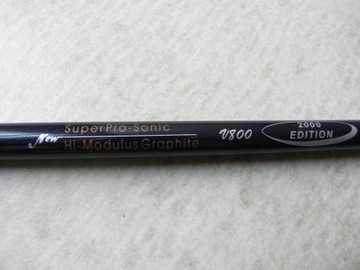 New
SuperPro-Sonic
Hi-Modulus Graphite
V800
2000
EDITION